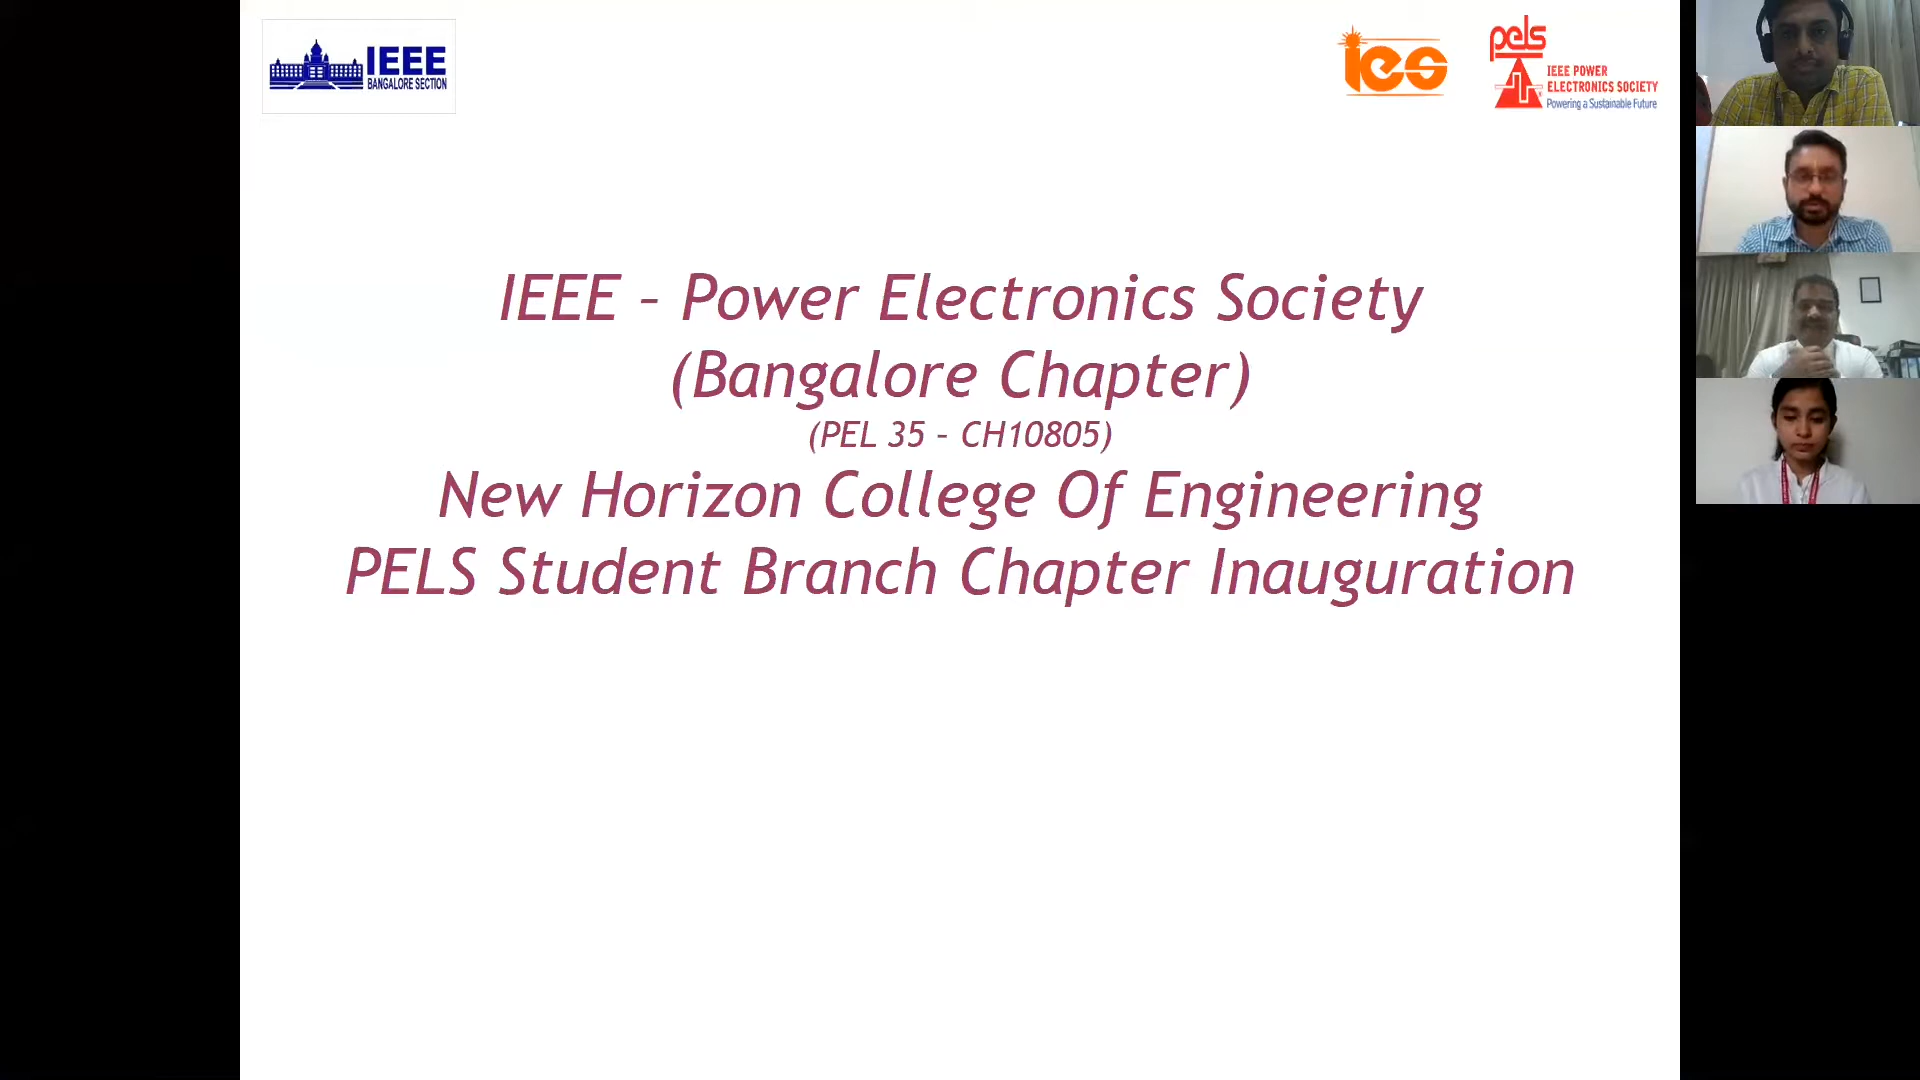 IEEE
BANGALORE SECTION
ies
pels
IEEE POWER
ELECTRONICS SOCIETY
Powering a Sustainable Future
IEEE – Power Electronics Society
(Bangalore Chapter)
(PEL 35 – CH10805)
New Horizon College Of Engineering
PELS Student Branch Chapter Inauguration